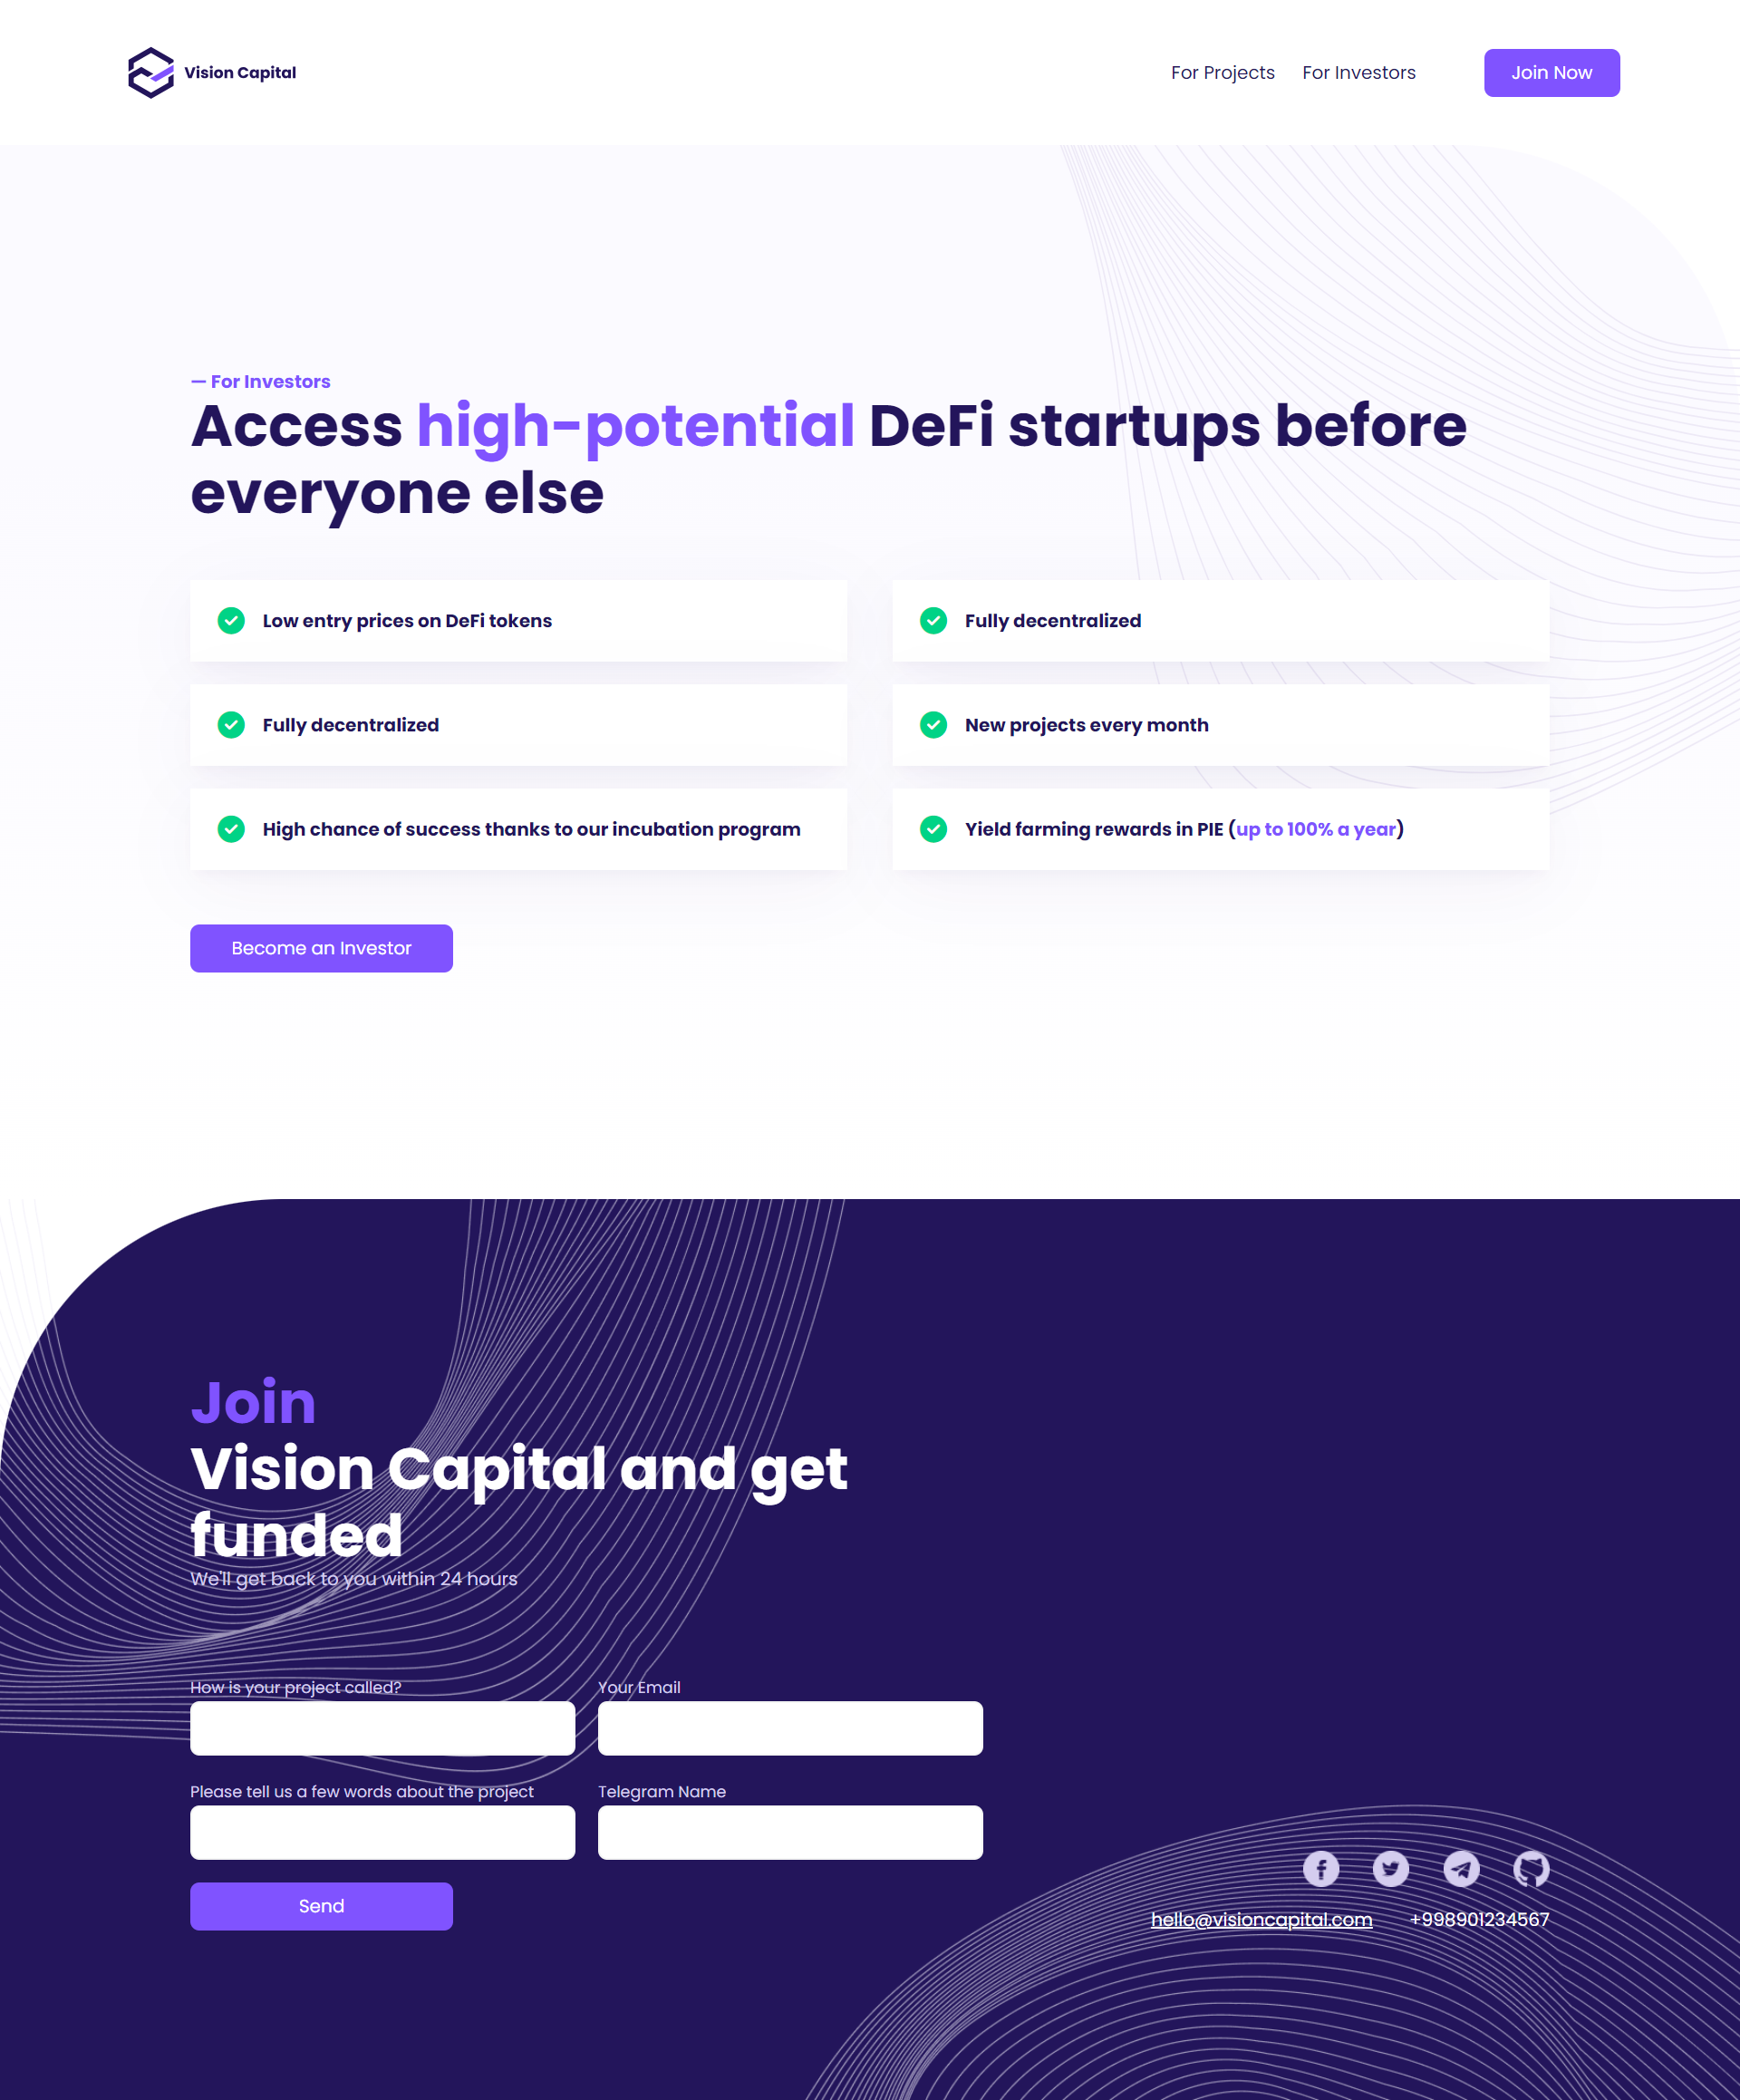 Vision Capital
For Projects
For Investors
Join Now
— For Investors
Access high-potential DeFi startups before
everyone else
Low entry prices on DeFi tokens
Fully decentralized
Fully decentralized
New projects every month
High chance of success thanks to our incubation program
Yield farming rewards in PIE (up to 100% a year)
Become an Investor
Join
Vision Capital and get
funded
We'll get back to you within 24 hours
How is your project called?
Your Email
Please tell us a few words about the project
Telegram Name
Send
hello@visioncapital.com
+998901234567